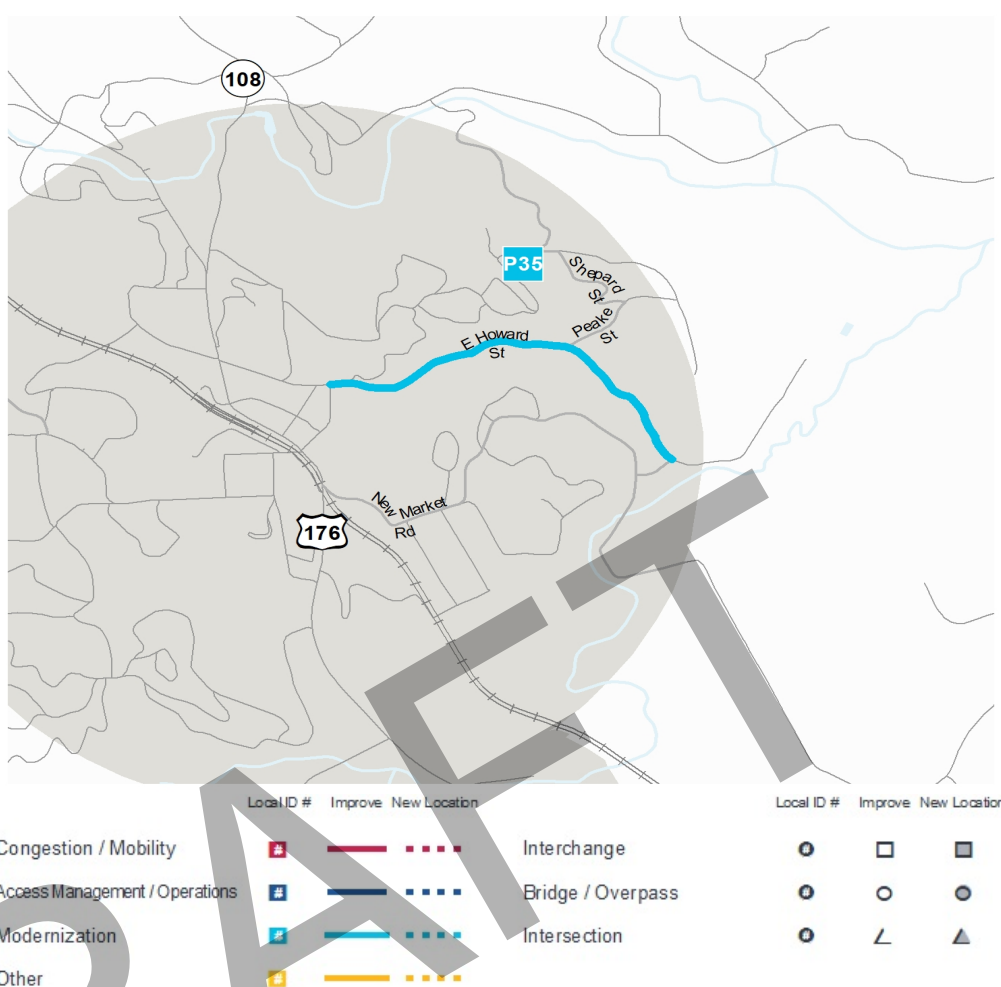 108
P35
Shepard
St
Peake
St
E Howard
St
New Market
Rd
176
Local ID # Improve New Location
Congestion / Mobility #
Access Management / Operations #
Modernization #
Other #
Local ID # Improve New Location
Interchange #
Bridge / Overpass #
Intersection #
DRAFT